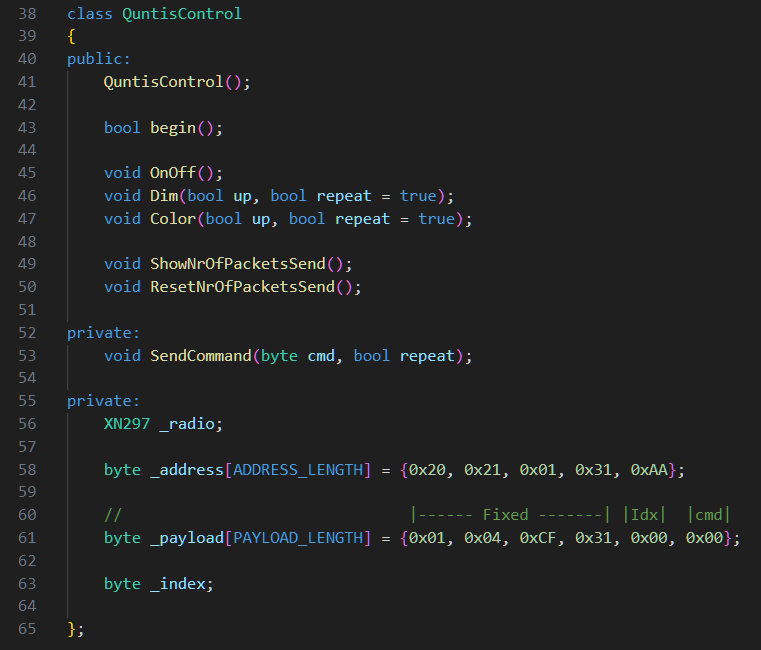 38 class QuntisControl
39 {
40 public:
41     QuntisControl();
42
43     bool begin();
44
45     void OnOff();
46     void Dim(bool up, bool repeat = true);
47     void Color(bool up, bool repeat = true);
48
49     void ShowNrOfPacketsSend();
50     void ResetNrOfPacketsSend();
51
52 private:
53     void SendCommand(byte cmd, bool repeat);
54
55 private:
56     XN297 _radio;
57
58     byte _address[ADDRESS_LENGTH] = {0x20, 0x21, 0x01, 0x31, 0xAA};
59
60     //                               |------ Fixed -------| |Idx|  |cmd|
61     byte _payload[PAYLOAD_LENGTH] = {0x01, 0x04, 0xCF, 0x31, 0x00, 0x00};
62
63     byte _index;
64
65 };